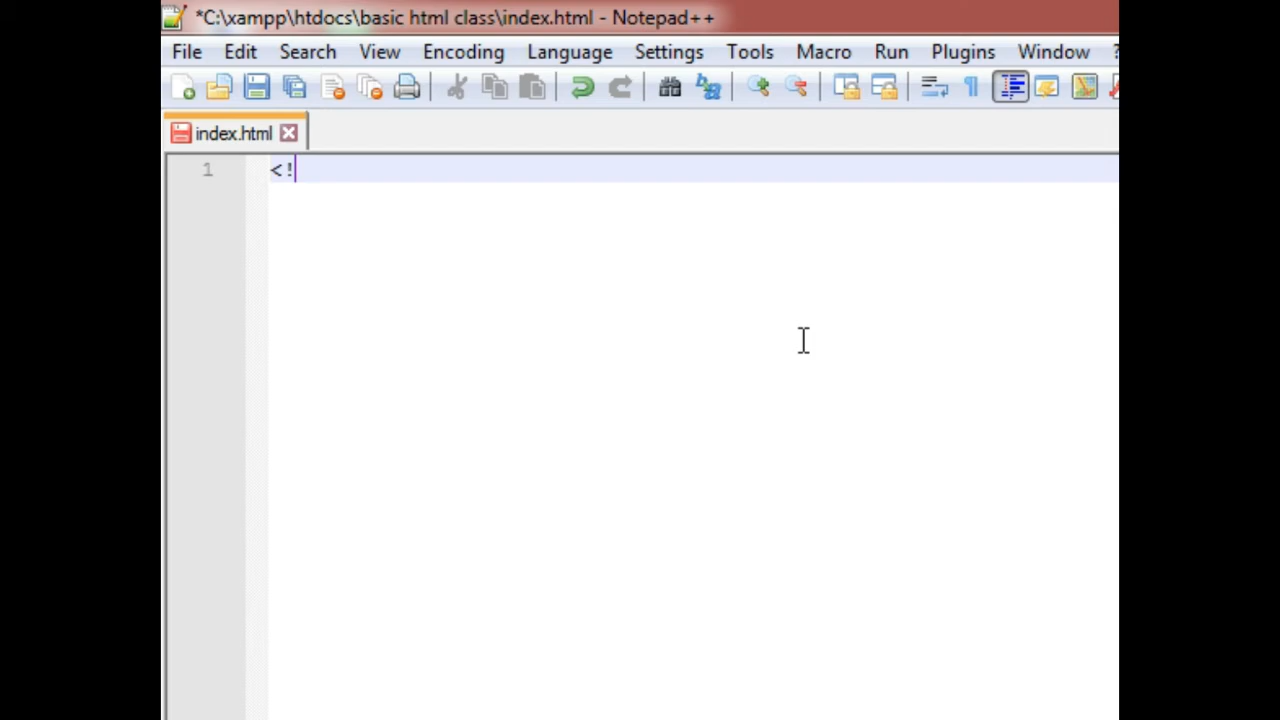 *C:\xampp\htdocs\basic html class\index.html - Notepad++
File Edit Search View Encoding Language Settings Tools Macro Run Plugins Window ?
index.html
1 <!